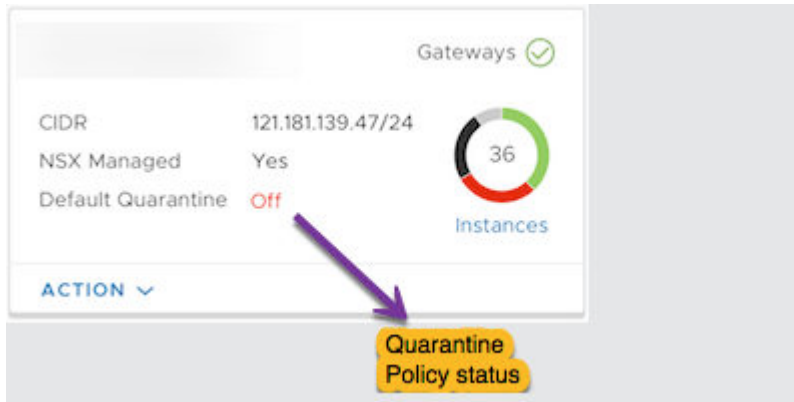 Gateways
CIDR 121.181.139.47/24
NSX Managed Yes
36
Default Quarantine Off
Instances
ACTION
Quarantine
Policy status